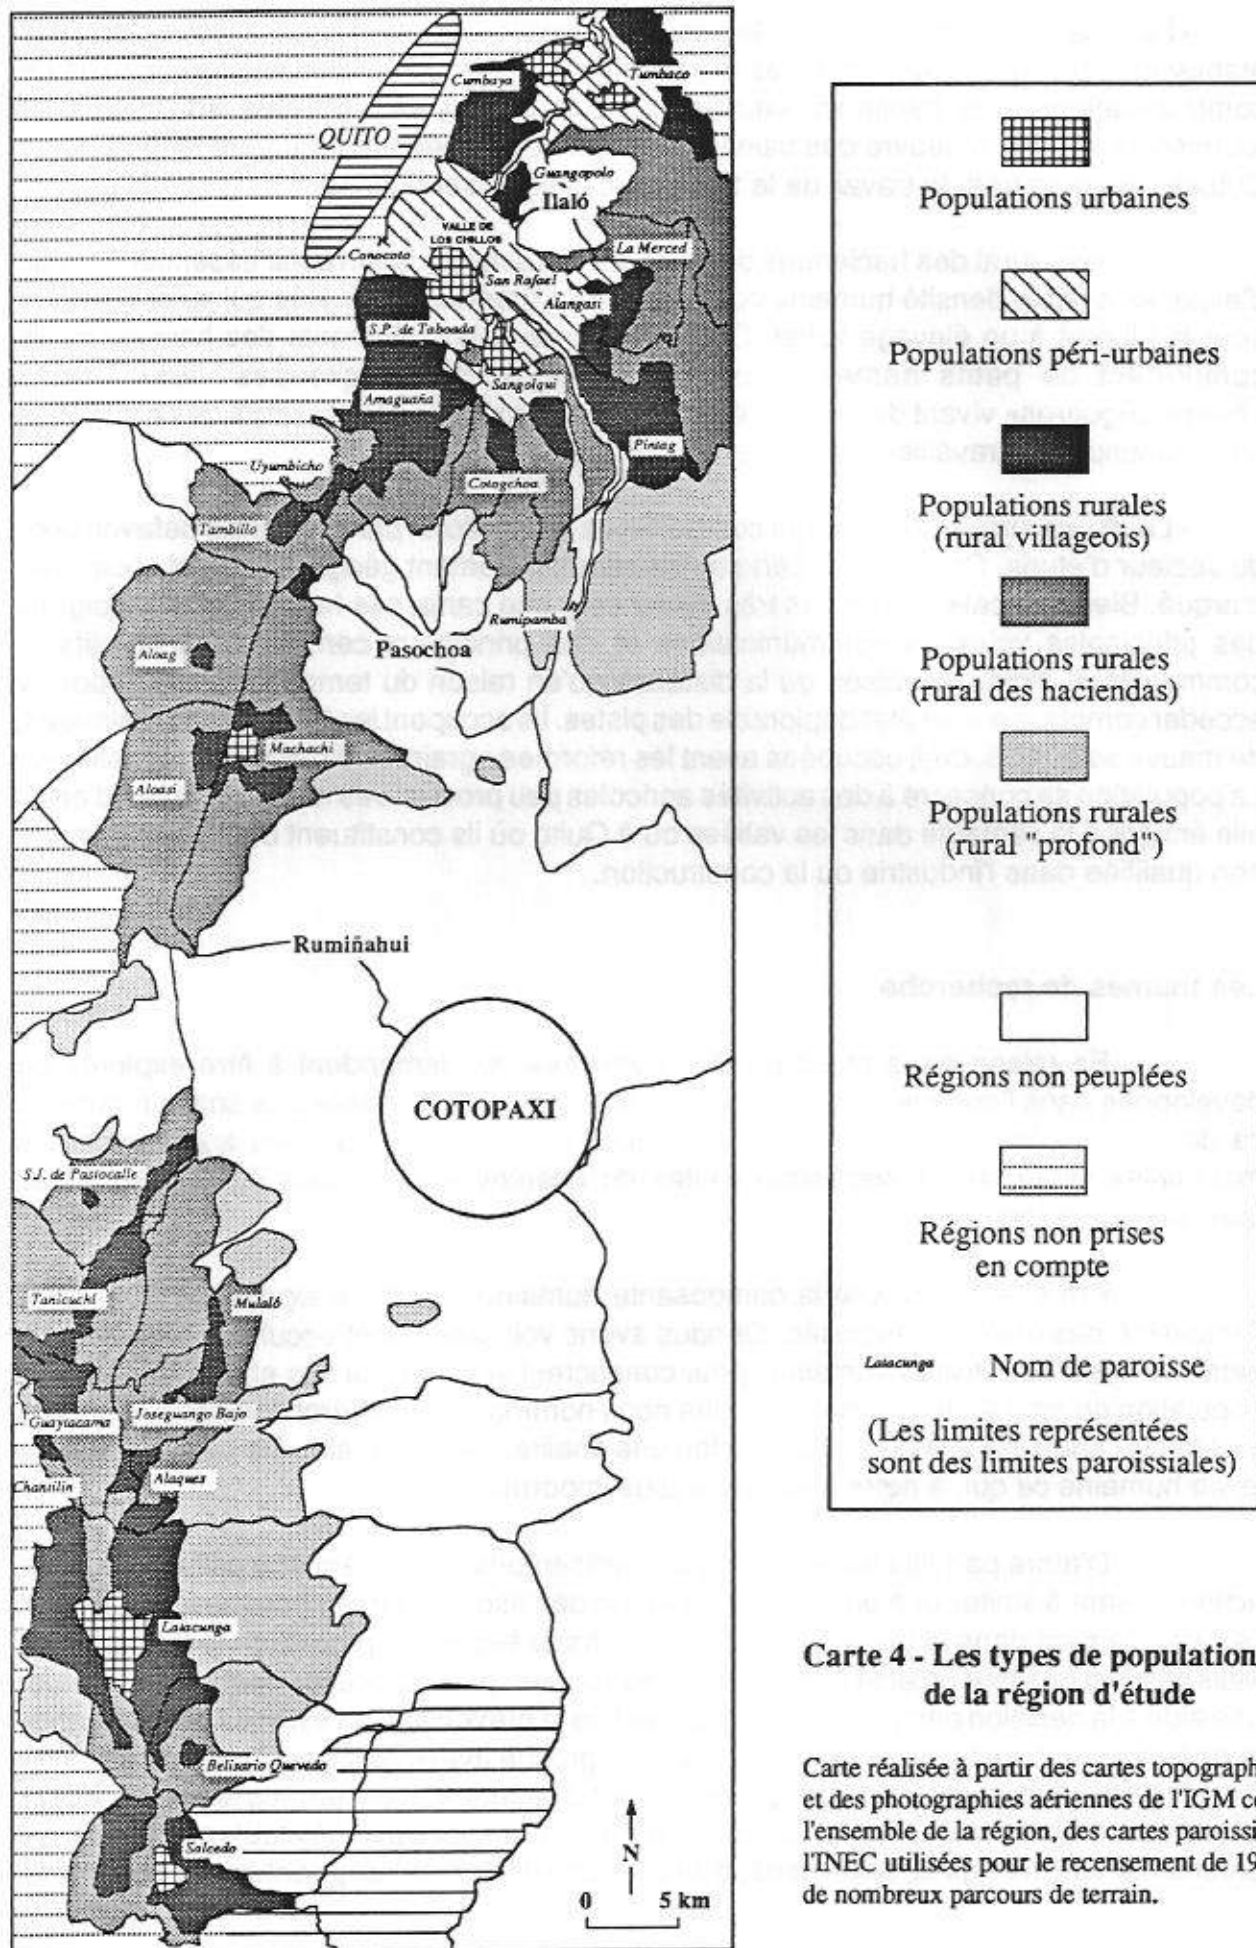 Cumbaya
Tumbaco
QUITO
Guangopolo
Ilaló
VALLE DE
LOS CHILLOS
Conocoto
La Merced
San Rafael
Alangasi
S.P. de Taboada
Sangolqui
Amaguaña
Pintag
Uyumbicho
Cotogchoa
Tambillo
Rumipamba
Pasochoa
Aloag
Machachi
Aloasi
Rumiñahui
COTOPAXI
S.J. de Pastocalle
Tanicuchi
Mulaló
Guaytacama
Joseguango Bajo
Alaques
Chansilin
Latacunga
Belisario Quevedo
Salcedo
N
0 5 km
Populations urbaines
Populations péri-urbaines
Populations rurales
(rural villageois)
Populations rurales
(rural des haciendas)
Populations rurales
(rural "profond")
Régions non peuplées
Régions non prises
en compte
Latacunga Nom de paroisse
(Les limites représentées
sont des limites paroissiales)
Carte 4 - Les types de population
de la région d'étude
Carte réalisée à partir des cartes topograph
et des photographies aériennes de l'IGM co
l'ensemble de la région, des cartes paroissi
l'INEC utilisées pour le recensement de 19
de nombreux parcours de terrain.